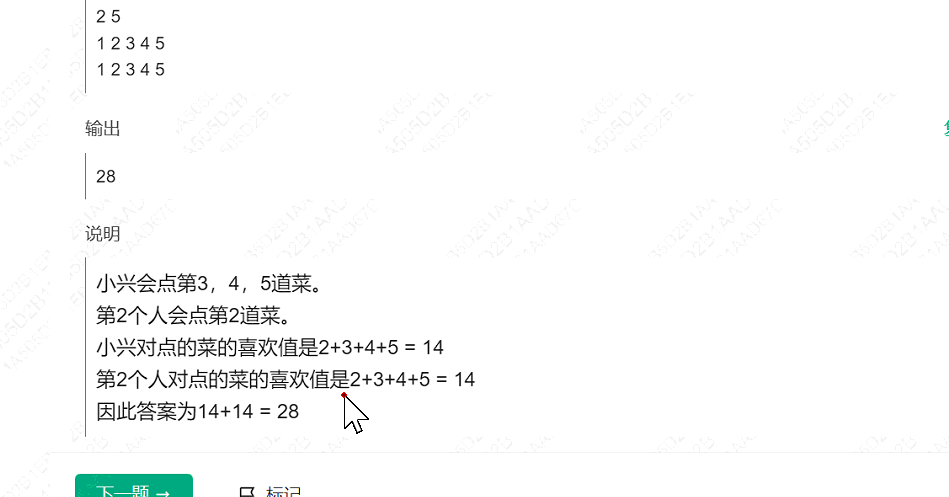 2 5
1 2 3 4 5
1 2 3 4 5
输出
28
说明
小兴会点第3，4，5道菜。
第2个人会点第2道菜。
小兴对点的菜的喜欢值是2+3+4+5 = 14
第2个人对点的菜的喜欢值是2+3+4+5 = 14
因此答案为14+14 = 28
下一题 →
标记